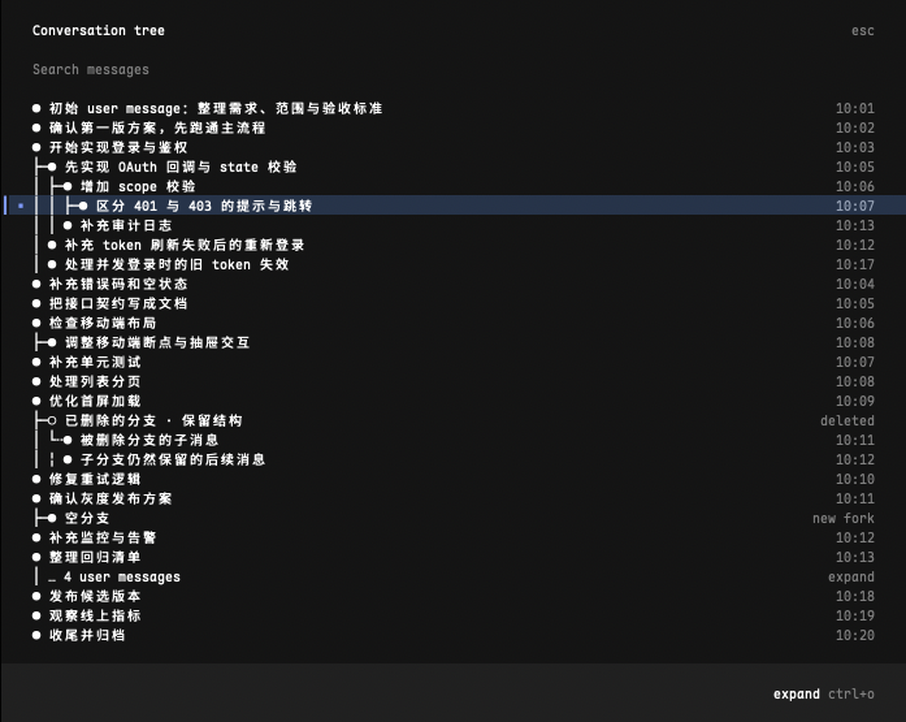 Conversation tree esc
Search messages
初始 user message: 整理需求、范围与验收标准 10:01
确认第一版方案，先跑通主流程 10:02
开始实现登录与鉴权 10:03
先实现 OAuth 回调与 state 校验 10:05
增加 scope 校验 10:06
区分 401 与 403 的提示与跳转 10:07
补充审计日志 10:13
补充 token 刷新失败后的重新登录 10:12
处理并发登录时的旧 token 失效 10:17
补充错误码和空状态 10:04
把接口契约写成文档 10:05
检查移动端布局 10:06
调整移动端断点与抽屉交互 10:08
补充单元测试 10:07
处理列表分页 10:08
优化首屏加载 10:09
已删除的分支 · 保留结构 deleted
被删除分支的子消息 10:11
子分支仍然保留的后续消息 10:12
修复重试逻辑 10:10
确认灰度发布方案 10:11
空分支 new fork
补充监控与告警 10:12
整理回归清单 10:13
… 4 user messages expand
发布候选版本 10:18
观察线上指标 10:19
收尾并归档 10:20
expand ctrl+o